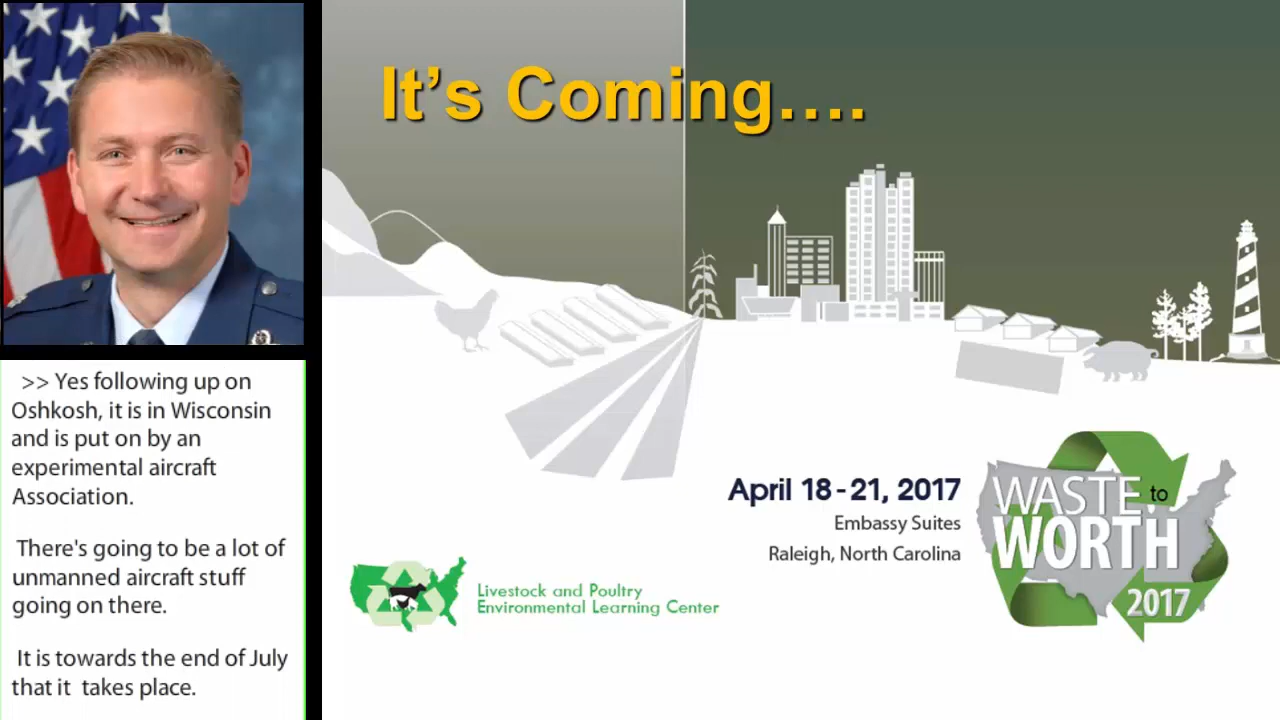 It’s Coming….
>> Yes following up on
Oshkosh, it is in Wisconsin
and is put on by an
experimental aircraft
Association.
There's going to be a lot of
unmanned aircraft stuff
going on there.
It is towards the end of July
that it  takes place.
April 18 - 21, 2017
Embassy Suites
Raleigh, North Carolina
WASTE to
WORTH
2017
Livestock and Poultry
Environmental Learning Center